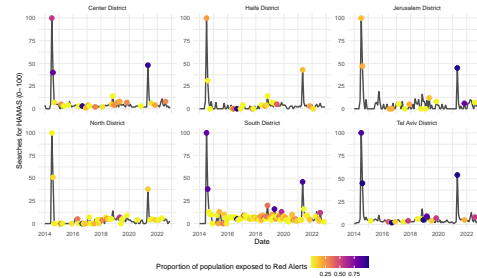 Center District
Haifa District
Jerusalem District
100
75
50
25
0
North District
South District
Tel Aviv District
100
75
50
25
0
2014 2016 2018 2020 2022
2014 2016 2018 2020 2022
2014 2016 2018 2020 2022
Searches for HAMAS (0−100)
Date
Proportion of population exposed to Red Alerts
0.25 0.50 0.75